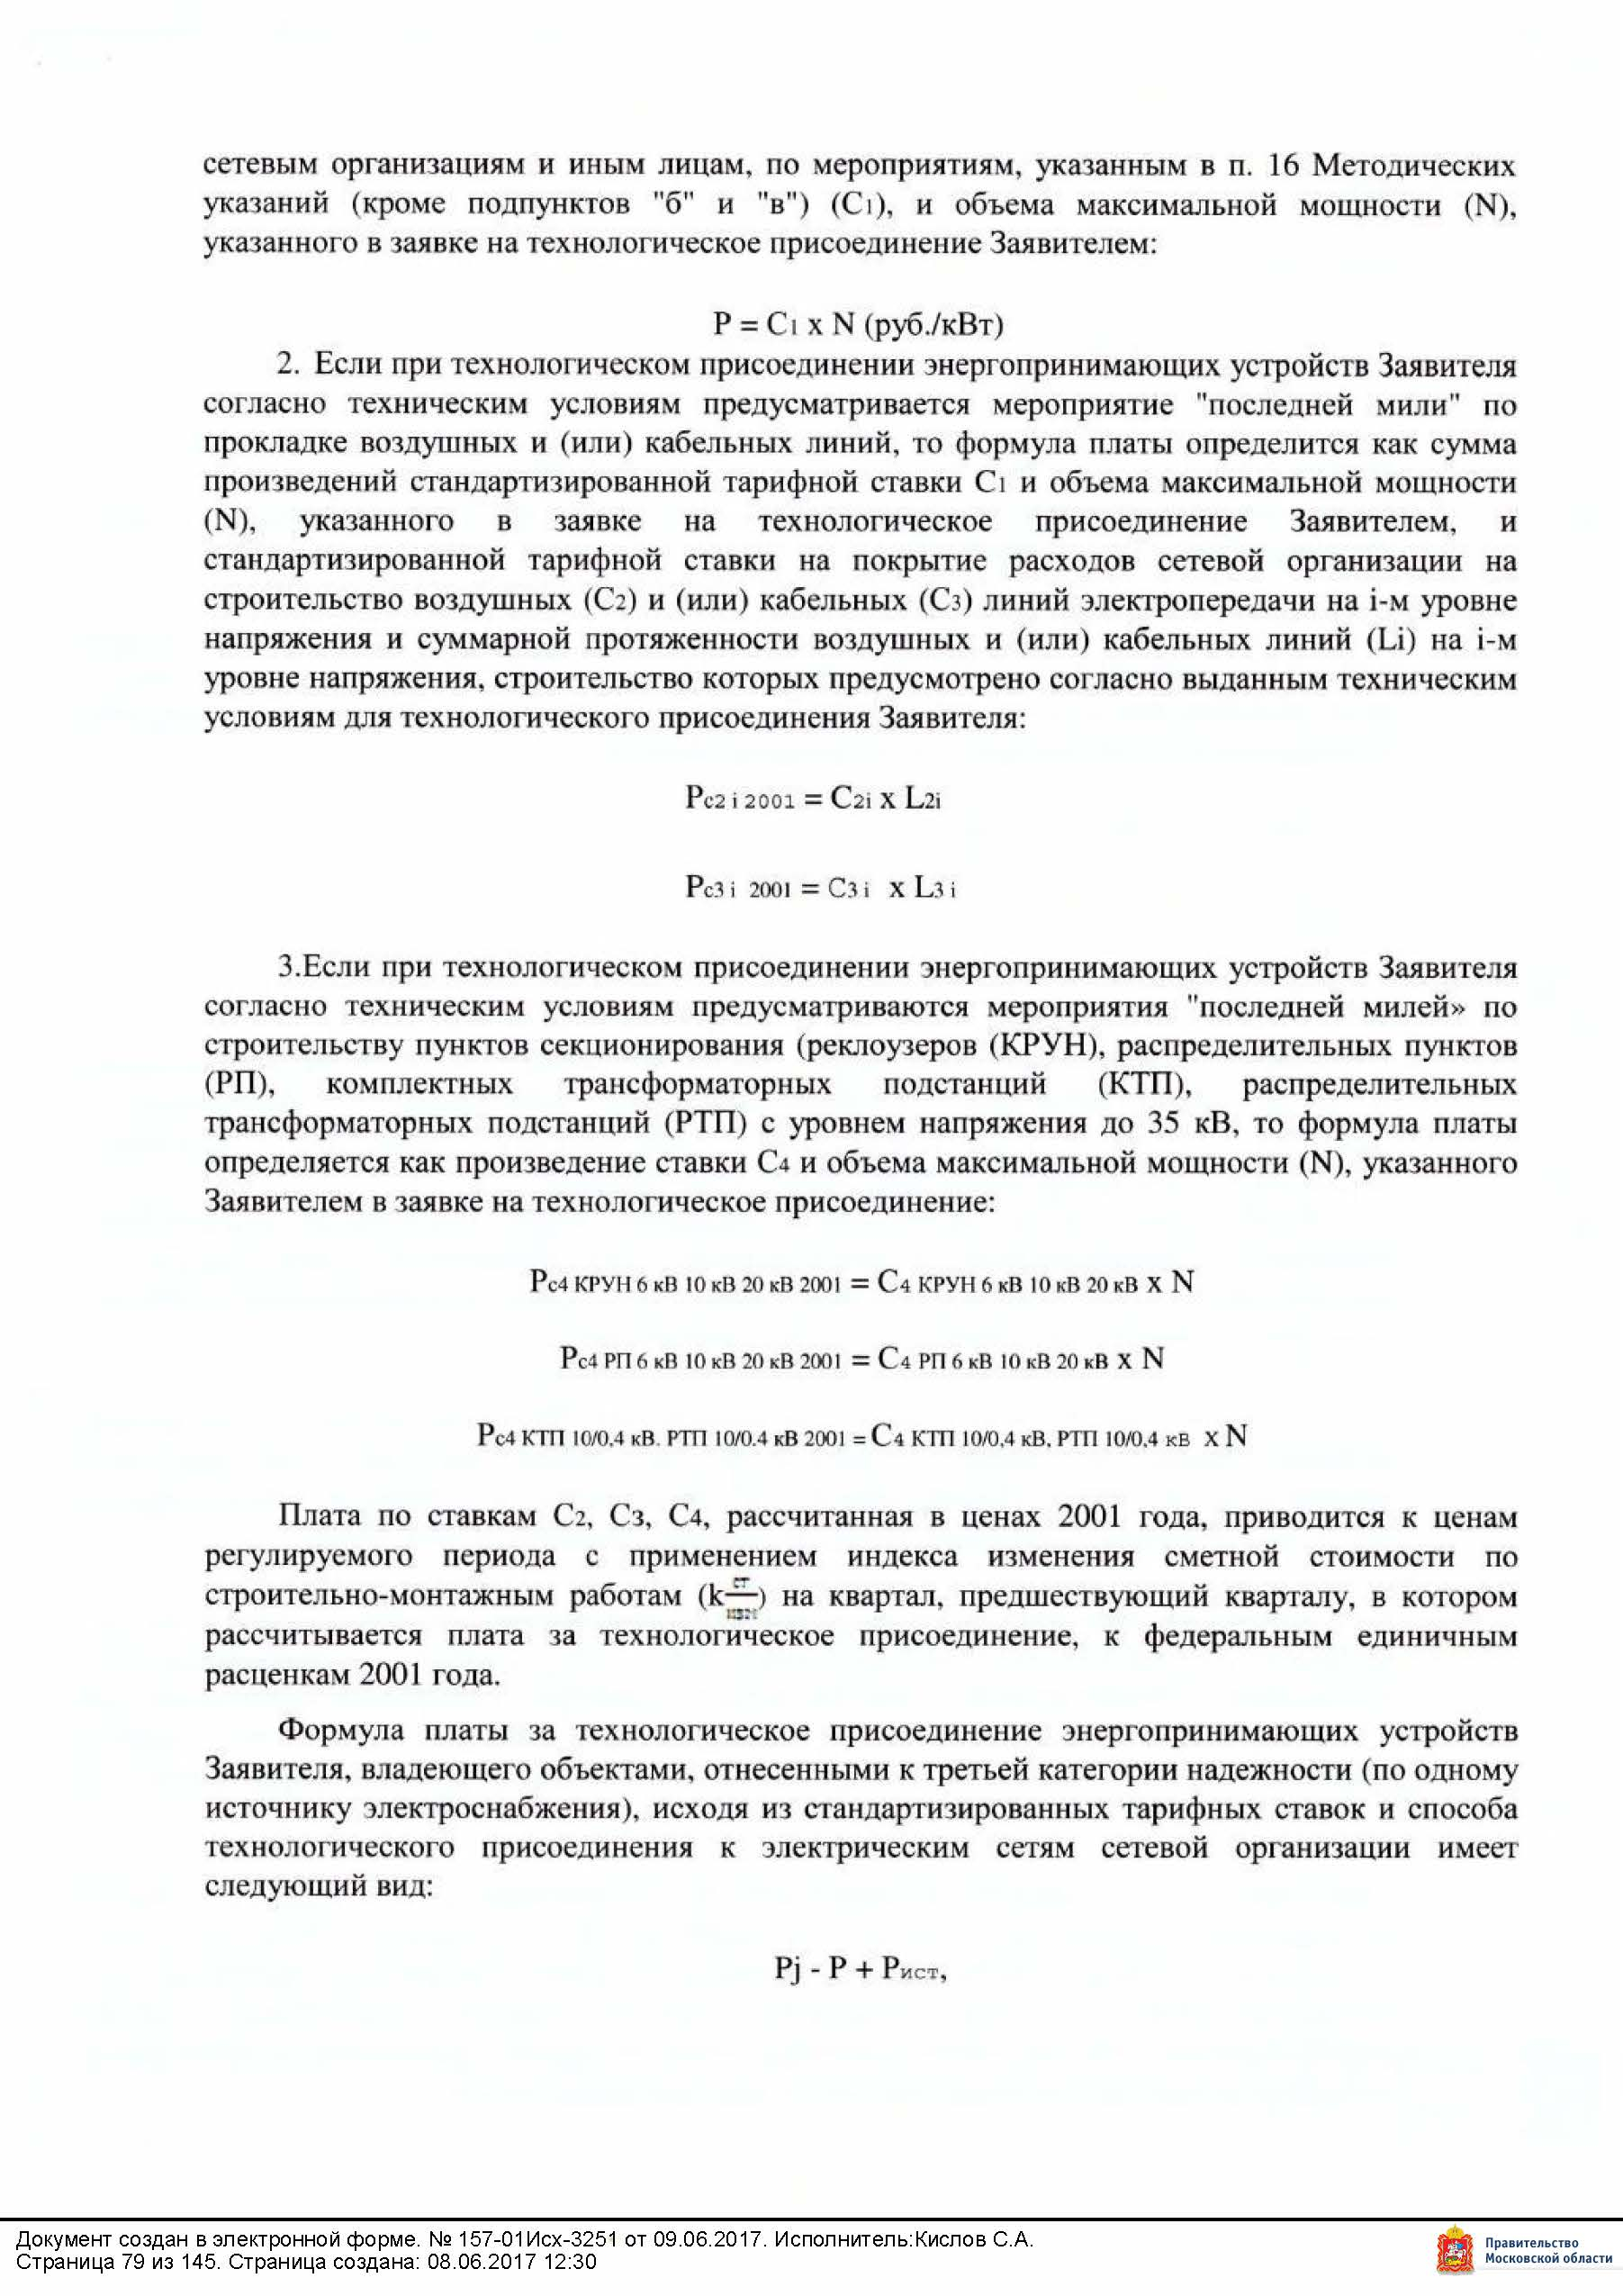 сетевым организациям и иным лицам, по мероприятиям, указанным в п. 16 Методических
указаний (кроме подпунктов "б" и "в") (C1), и объема максимальной мощности (N),
указанного в заявке на технологическое присоединение Заявителем:
P = C1 x N (руб./кВт)
2. Если при технологическом присоединении энергопринимающих устройств Заявителя
согласно техническим условиям предусматривается мероприятие "последней мили" по
прокладке воздушных и (или) кабельных линий, то формула платы определится как сумма
произведений стандартизированной тарифной ставки C1 и объема максимальной мощности
(N), указанного в заявке на технологическое присоединение Заявителем, и
стандартизированной тарифной ставки на покрытие расходов сетевой организации на
строительство воздушных (C2) и (или) кабельных (C3) линий электропередачи на i-м уровне
напряжения и суммарной протяженности воздушных и (или) кабельных линий (Li) на i-м
уровне напряжения, строительство которых предусмотрено согласно выданным техническим
условиям для технологического присоединения Заявителя:
Pc2 i 2001 = C2i x L2i
Pc3 i 2001 = C3 i x L3 i
3.Если при технологическом присоединении энергопринимающих устройств Заявителя
согласно техническим условиям предусматриваются мероприятия "последней милей» по
строительству пунктов секционирования (реклоузеров (КРУН), распределительных пунктов
(РП), комплектных трансформаторных подстанций (КТП), распределительных
трансформаторных подстанций (РТП) с уровнем напряжения до 35 кВ, то формула платы
определяется как произведение ставки C4 и объема максимальной мощности (N), указанного
Заявителем в заявке на технологическое присоединение:
Pc4 КРУН 6 кВ 10 кВ 20 кВ 2001 = C4 КРУН 6 кВ 10 кВ 20 кВ x N
Pc4 РП 6 кВ 10 кВ 20 кВ 2001 = C4 РП 6 кВ 10 кВ 20 кВ x N
Pc4 КТП 10/0,4 кВ. РТП 10/0.4 кВ 2001 = C4 КТП 10/0,4 кВ, РТП 10/0,4 кВ x N
Плата по ставкам C2, C3, C4, рассчитанная в ценах 2001 года, приводится к ценам
регулируемого периода с применением индекса изменения сметной стоимости по
строительно-монтажным работам (k ст/изм) на квартал, предшествующий кварталу, в котором
рассчитывается плата за технологическое присоединение, к федеральным единичным
расценкам 2001 года.
Формула платы за технологическое присоединение энергопринимающих устройств
Заявителя, владеющего объектами, отнесенными к третьей категории надежности (по одному
источнику электроснабжения), исходя из стандартизированных тарифных ставок и способа
технологического присоединения к электрическим сетям сетевой организации имеет
следующий вид:
Pj - P + Pист,
Документ создан в электронной форме. № 157-01Исх-3251 от 09.06.2017. Исполнитель:Кислов С.А.
Страница 79 из 145. Страница создана: 08.06.2017 12:30
Правительство
Московской области